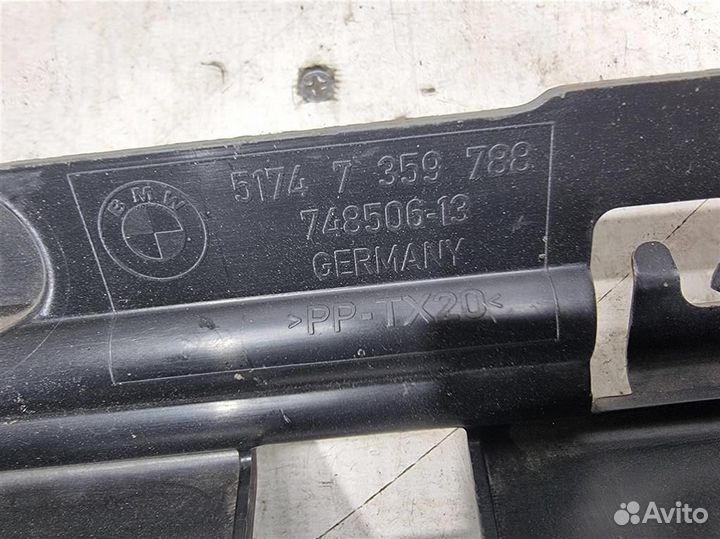 BMW
5174 7 359 788
748506-13
GERMANY
>PP-TX20<
Avito